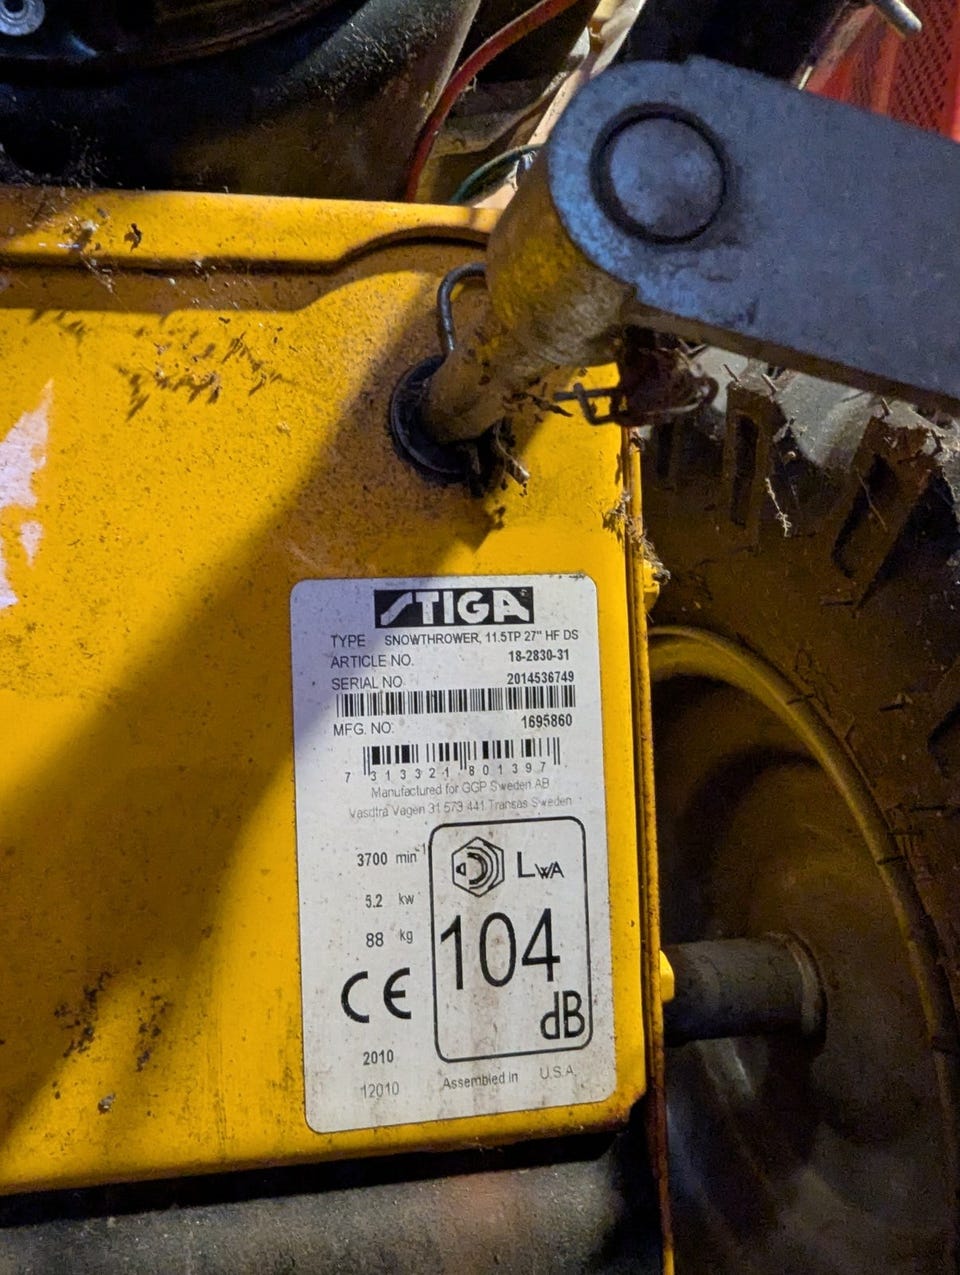 STIGA
TYPE SNOWTHROWER, 11.5TP 27" HF DS
ARTICLE NO. 18-2830-31
SERIAL NO 2014536749
MFG. NO. 1695860
7 313321 801397
Manufactured for GGP Sweden AB
Vasdtra Vagen 31 573 441 Transas Sweden
3700 min-1
5.2 kw
88 kg
LWA
104
dB
CE
2010
12010
Assembled in U.S.A.